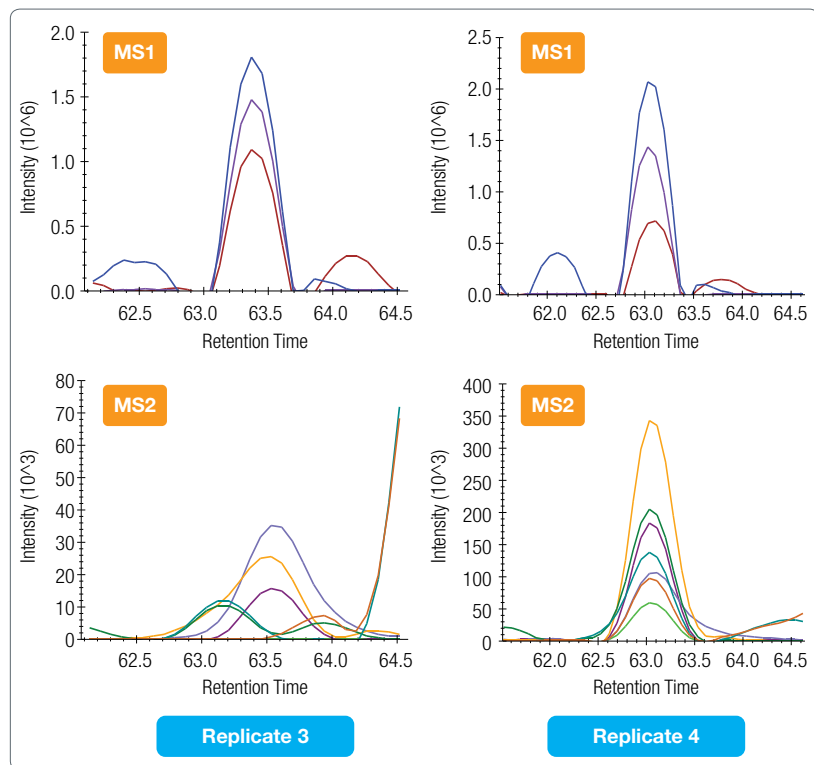 MS1
2.0
1.5
1.0
0.5
0.0
Intensity (10^6)
62.5 63.0 63.5 64.0 64.5
Retention Time
MS1
2.5
2.0
1.5
1.0
0.5
0.0
Intensity (10^6)
62.0 62.5 63.0 63.5 64.0 64.5
Retention Time
MS2
80
70
60
50
40
30
20
10
0
Intensity (10^3)
62.5 63.0 63.5 64.0 64.5
Retention Time
MS2
400
350
300
250
200
150
100
50
0
Intensity (10^3)
62.0 62.5 63.0 63.5 64.0 64.5
Retention Time
Replicate 3
Replicate 4